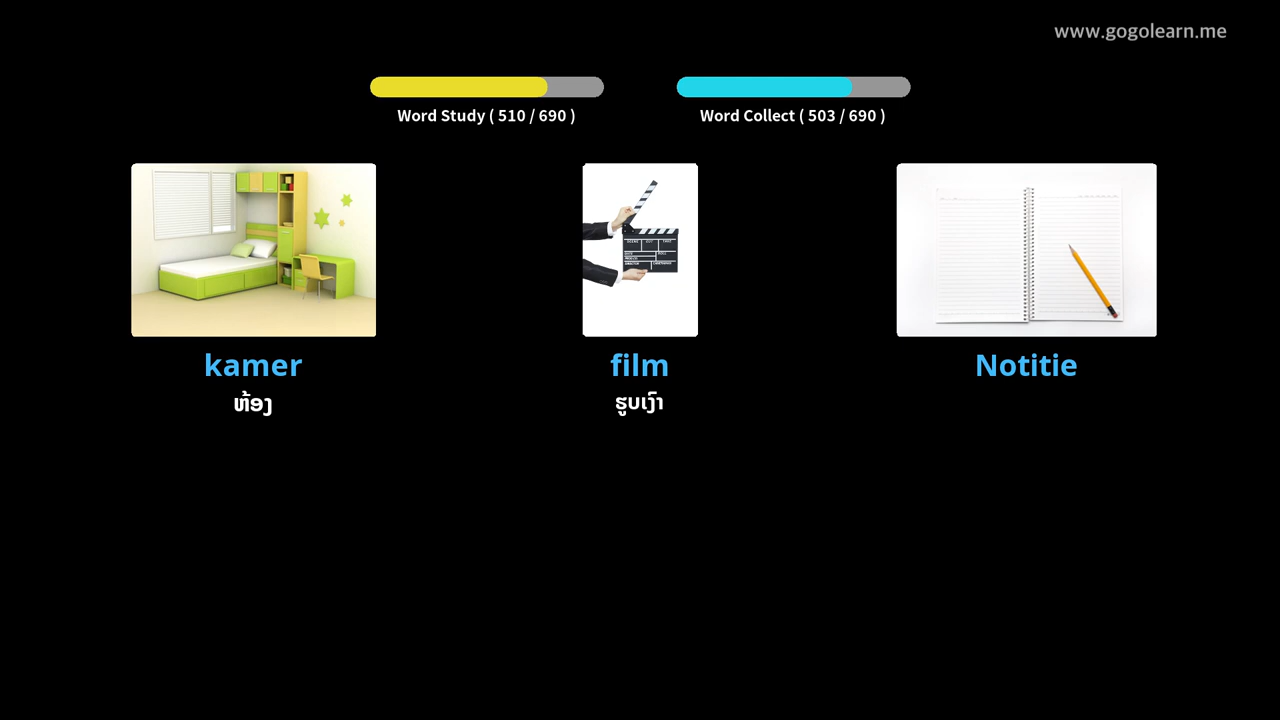 www.gogolearn.me
Word Study ( 510 / 690 )
Word Collect ( 503 / 690 )
kamer
film
Notitie
ຫ້ອງ
ຮູບເງົາ